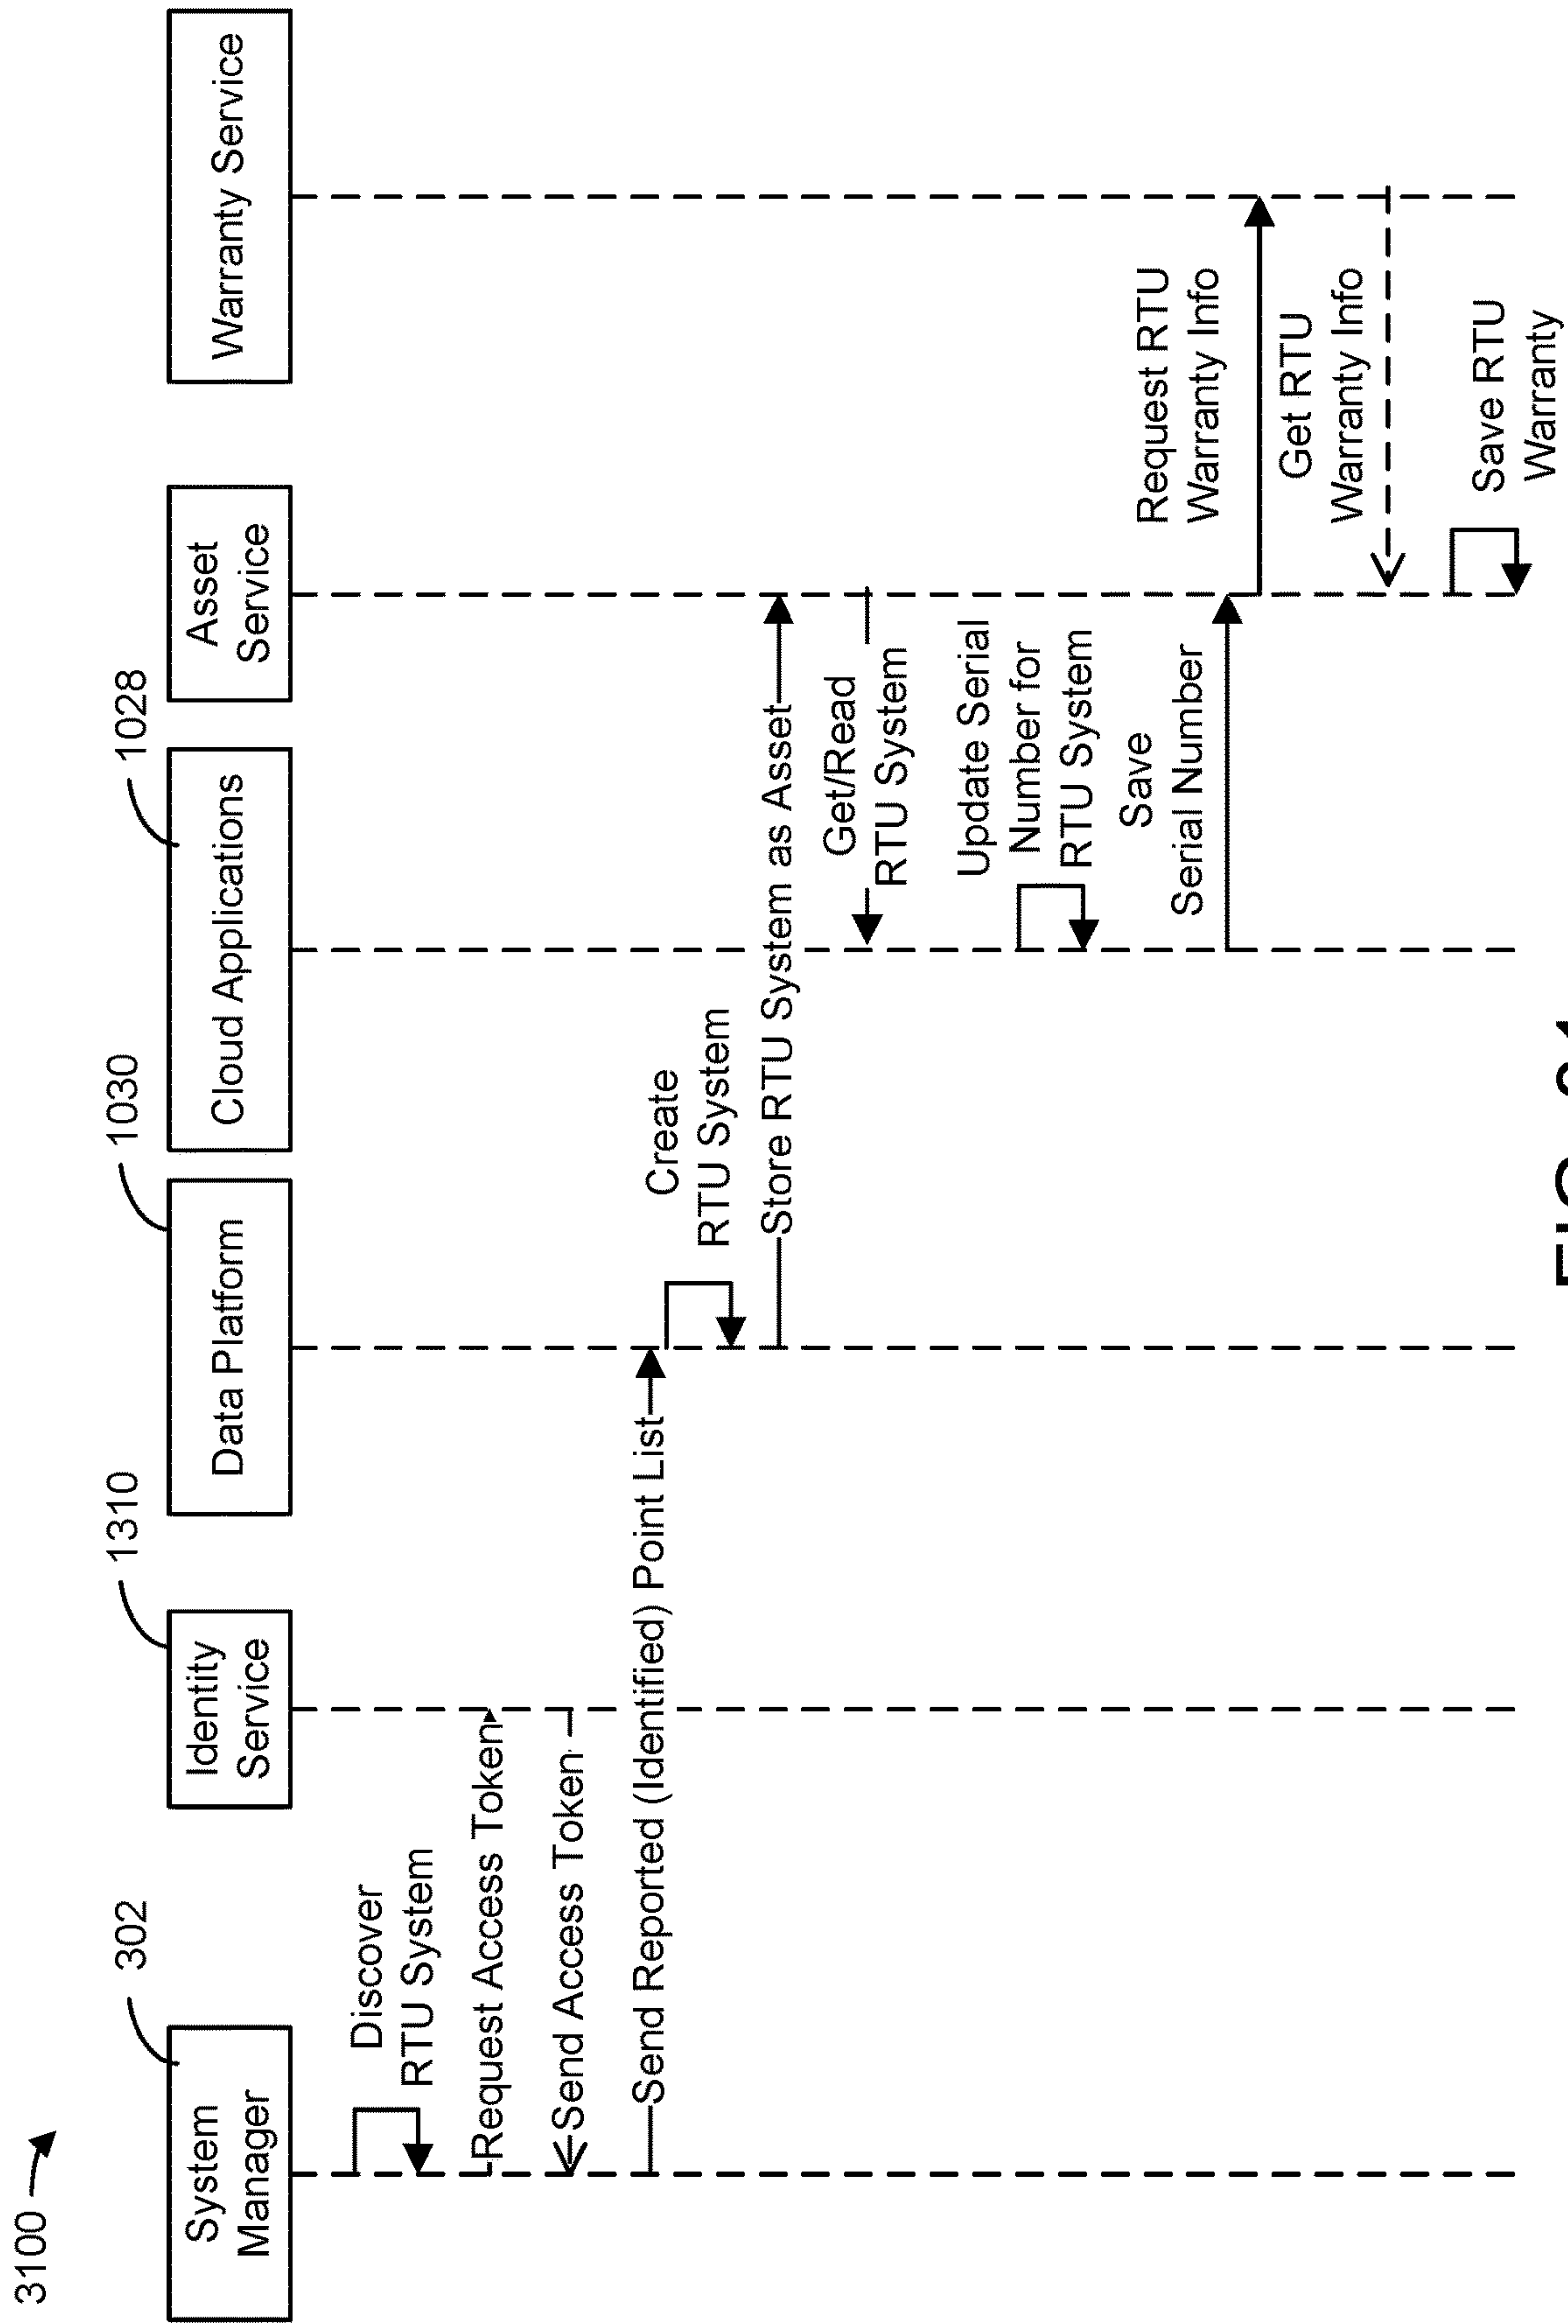 3100
302
System
Manager
1310
Identity
Service
1030
Data Platform
1028
Cloud Applications
Asset
Service
Warranty Service
Discover
RTU System
Request Access Token
Send Access Token
Send Reported (Identified) Point List
Create
RTU System
Store RTU System as Asset
Get/Read
RTU System
Update Serial
Number for
RTU System
Save
Serial Number
Request RTU
Warranty Info
Get RTU
Warranty Info
Save RTU
Warranty